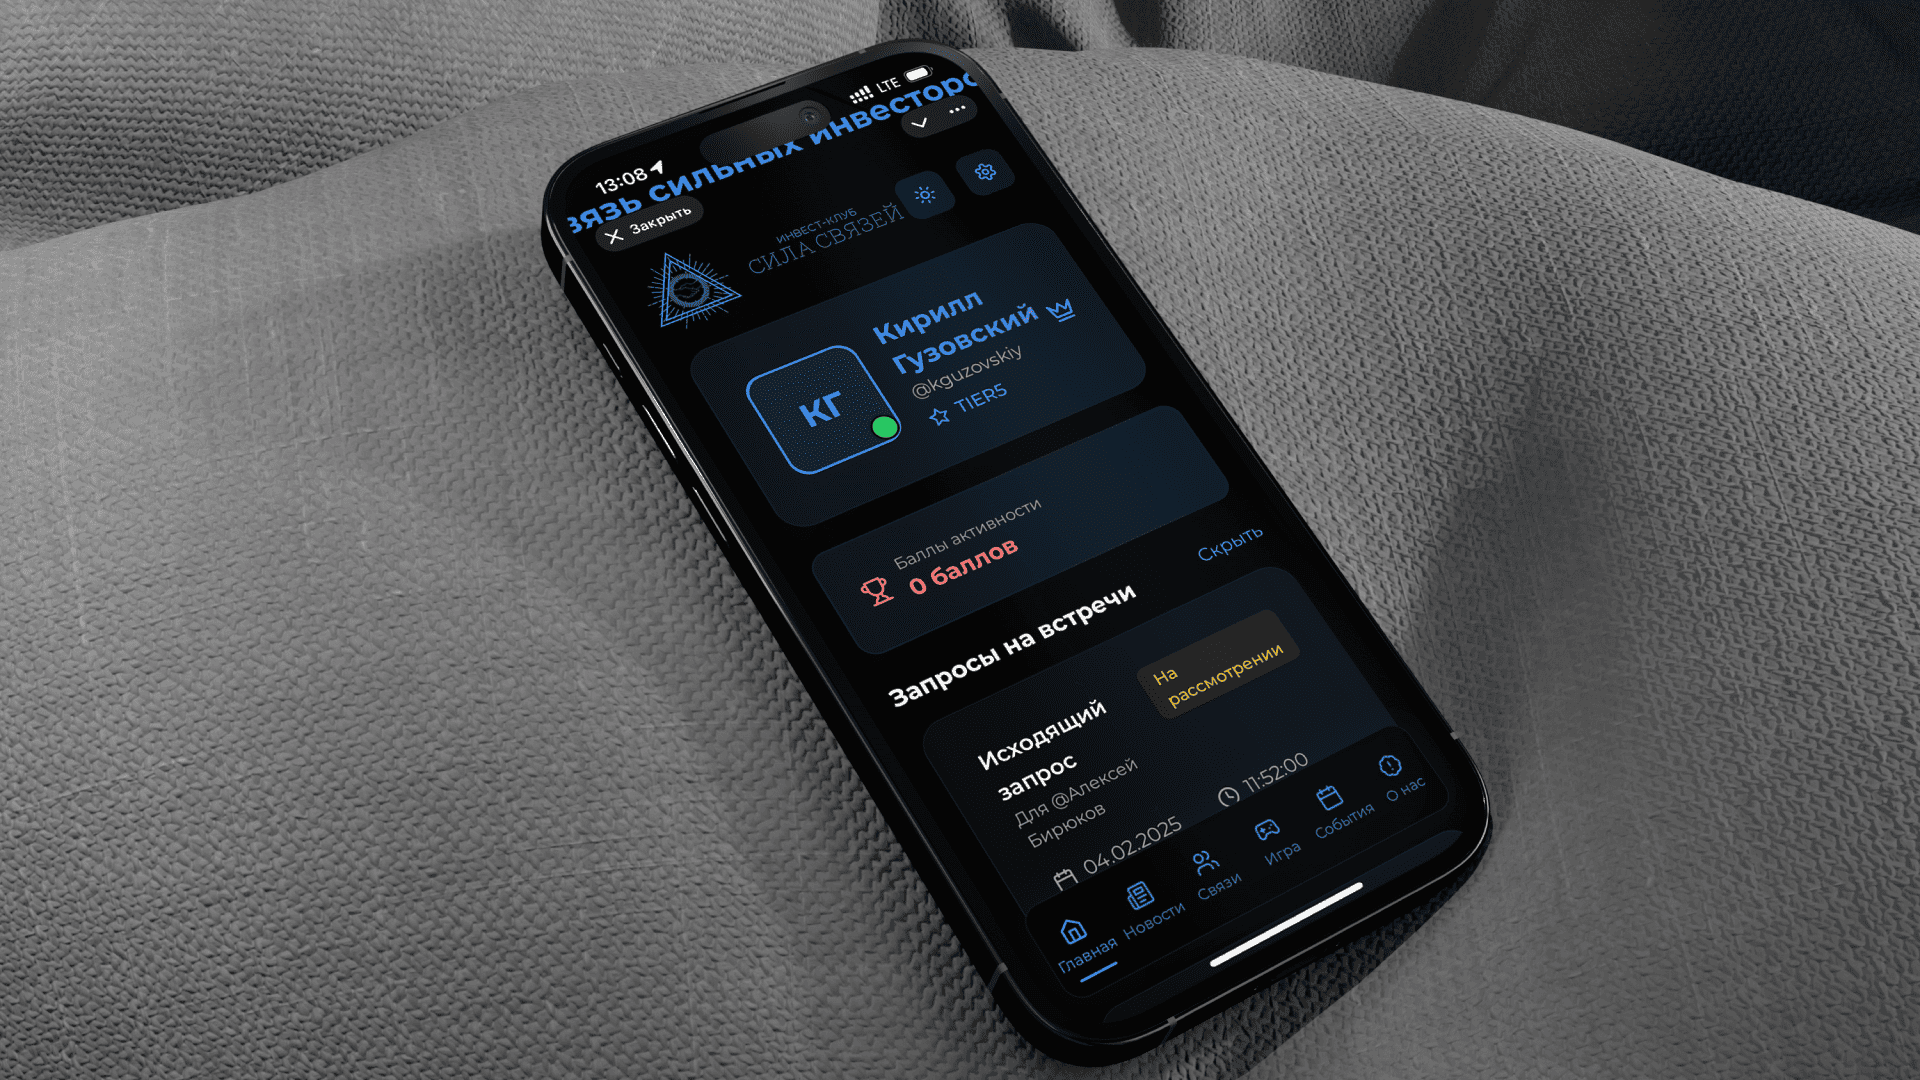 13:08
LTE
вязь сильных инвесторо
Закрыть
ИНВЕСТ-КЛУБ
СИЛА СВЯЗЕЙ
Кирилл
Гузовский
@kguzovskiy
TIER5
КГ
Баллы активности
0 баллов
Запросы на встречи
Скрыть
Исходящий
запрос
На
рассмотрении
Для @Алексей
Бирюков
04.02.2025
11:52:00
Главная
Новости
Связи
Игра
События
О нас